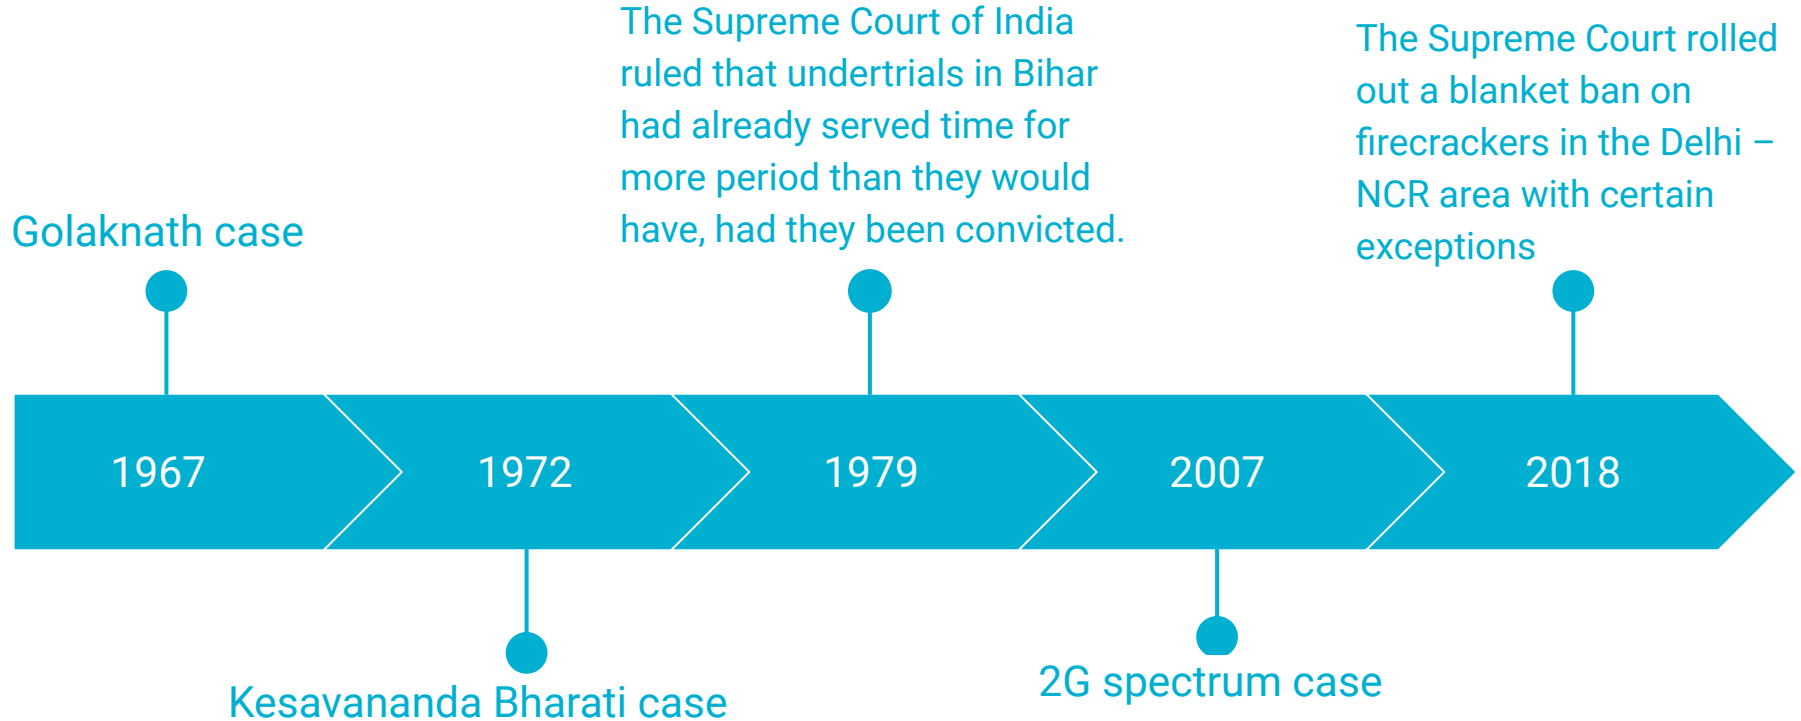 The Supreme Court of India
ruled that undertrials in Bihar
had already served time for
more period than they would
have, had they been convicted.
The Supreme Court rolled
out a blanket ban on
firecrackers in the Delhi –
NCR area with certain
exceptions
Golaknath case
1967
1972
1979
2007
2018
Kesavananda Bharati case
2G spectrum case